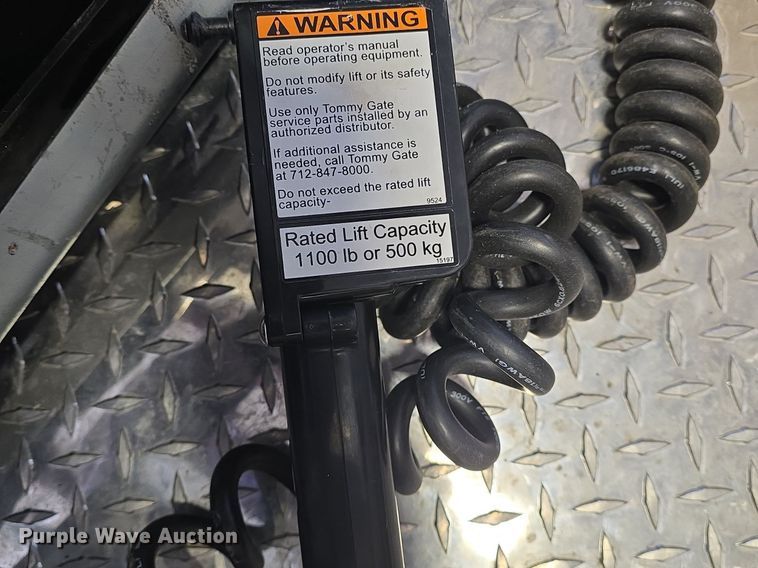 WARNING
Read operator's manual
before operating equipment.
Do not modify lift or its safety
features.
Use only Tommy Gate
service parts installed by an
authorized distributor.
If additional assistance is
needed, call Tommy Gate
at 712-847-8000.
Do not exceed the rated lift
capacity-
9524
Rated Lift Capacity
1100 lb or 500 kg
15197
300V
Purple Wave Auction